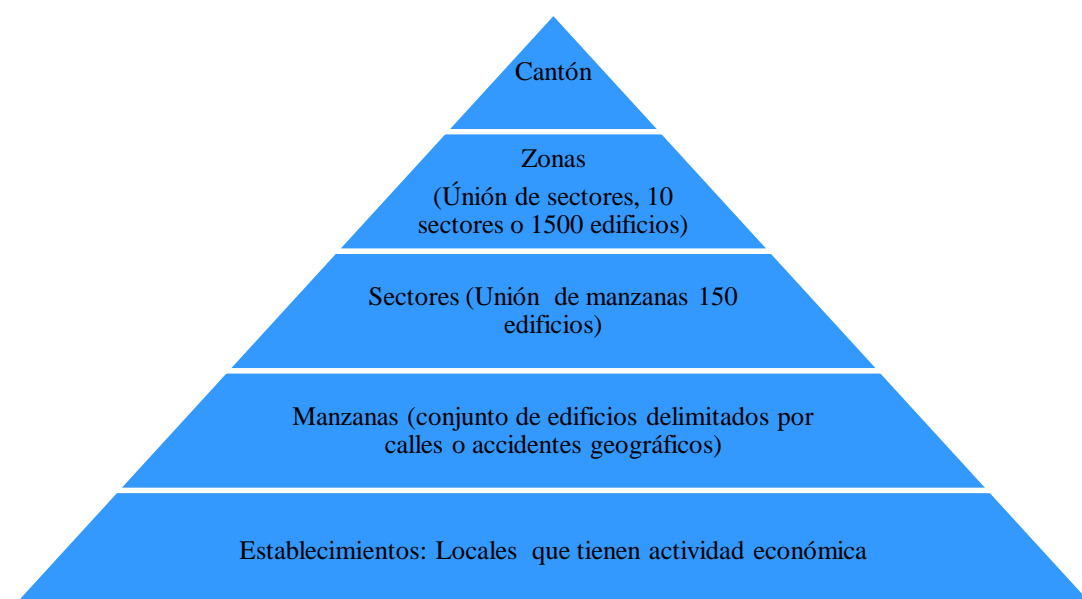 Cantón
Zonas
(Únión de sectores, 10
sectores o 1500 edificios)
Sectores (Unión de manzanas 150
edificios)
Manzanas (conjunto de edificios delimitados por
calles o accidentes geográficos)
Establecimientos: Locales que tienen actividad económica